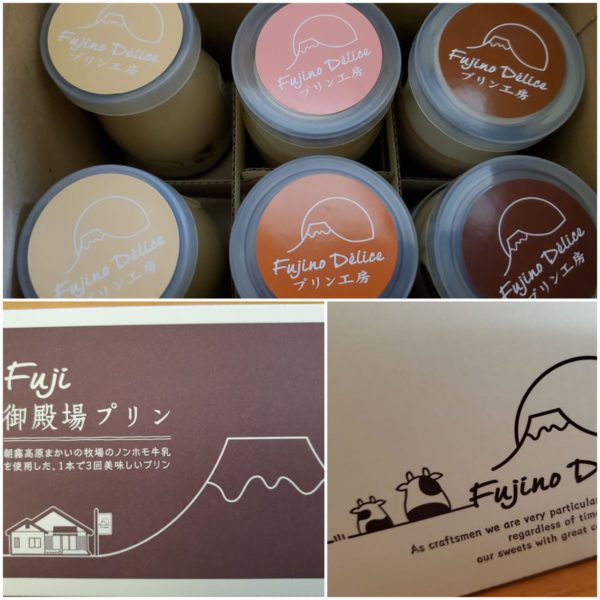 Fujino Délice
プリン工房
Fujino Délice
プリン工房
Fujino Délice
プリン工房
Fujino Délice
プリン工房
Fujino Délice
プリン工房
Fujino Délice
プリン工房
Fuji
御殿場プリン
朝霧高原まかいの牧場のノンホモ牛乳
を使用した、1本で3回美味しいプリン
Fujino Dél
As craftsmen we are very particular
regardless of time
our sweets with great c